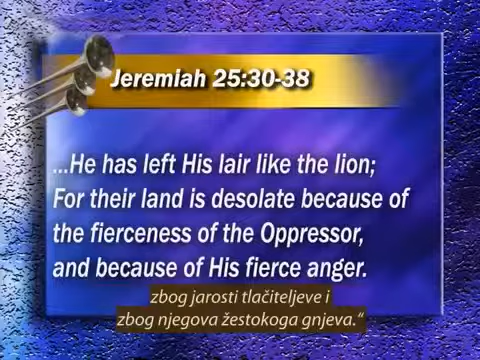 Jeremiah 25:30-38
...He has left His lair like the lion;
For their land is desolate because of
the fierceness of the Oppressor,
and because of His fierce anger.
zbog jarosti tlačiteljeve i
zbog njegova žestokoga gnjeva.“